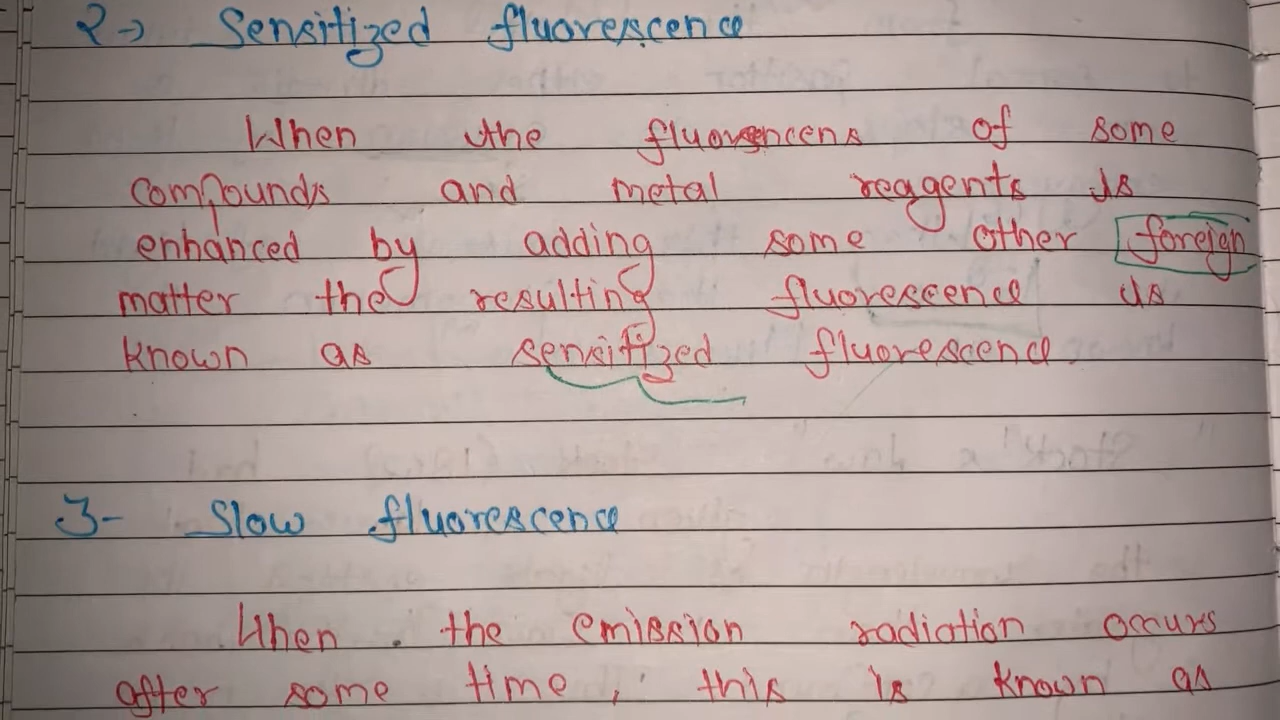 2→ Sensitized fluorescence
When the fluorencens of some
compounds and metal reagents is
enhanced by adding some other foreign
matter the resulting fluorescence is
known as sensitized fluorescence.
3- Slow fluorescence
When the emission radiation occurs
after some time, this is known as